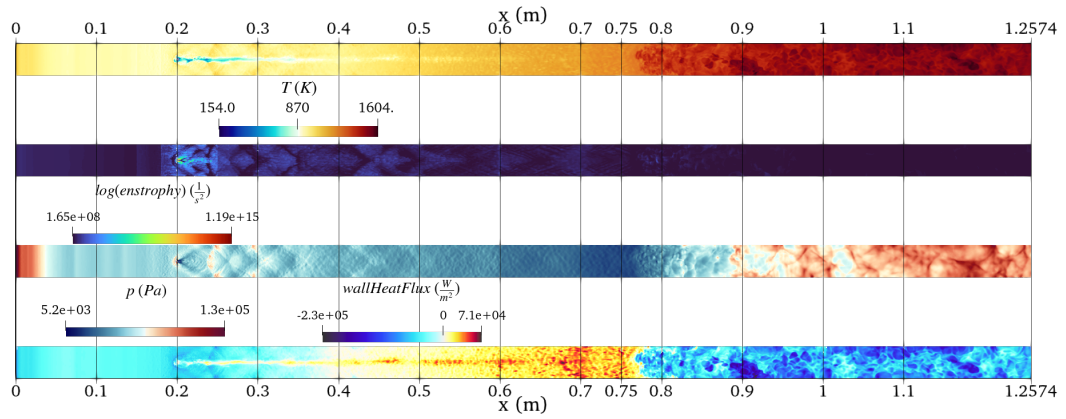 x (m)
0 0.1 0.2 0.3 0.4 0.5 0.6 0.75 0.8 0.9 1 1.1 1.2574
T (K)
154.0 870 1604.
log(enstrophy) (1/s²)
1.65e+08 1.19e+15
p (Pa)
5.2e+03 1.3e+05
wallHeatFlux (W/m²)
-2.3e+05 0 7.1e+04
0 0.1 0.2 0.3 0.4 0.5 0.6 0.75 0.8 0.9 1 1.1 1.2574
x (m)